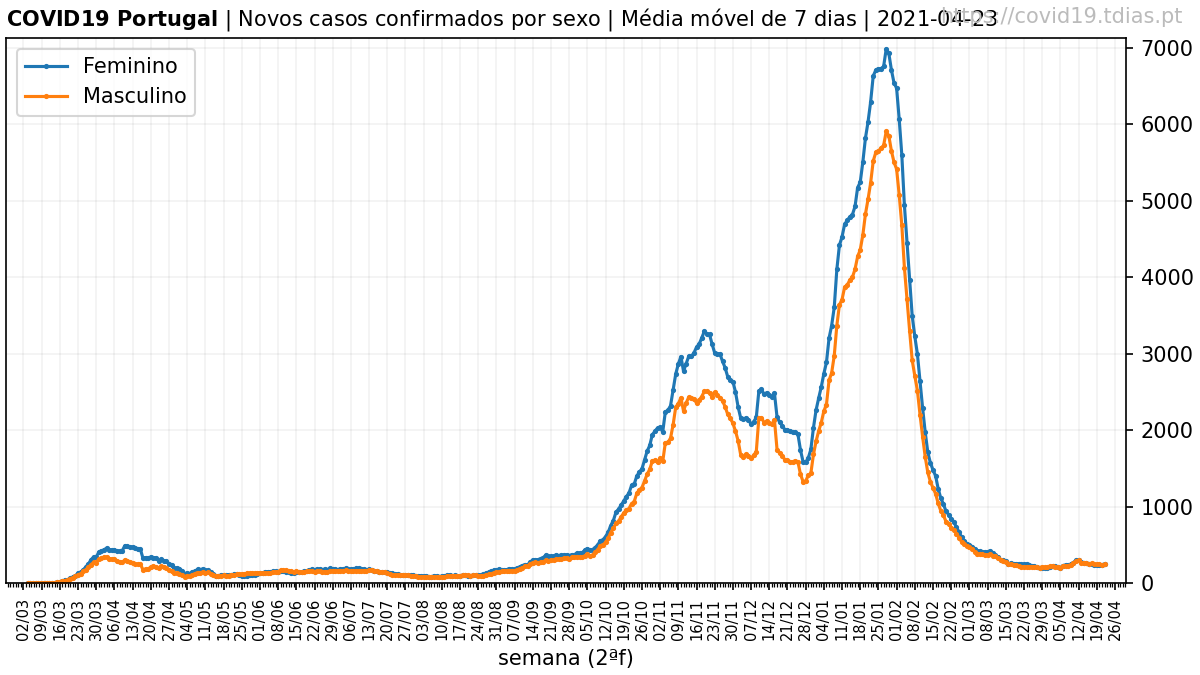 COVID19 Portugal | Novos casos confirmados por sexo | Média móvel de 7 dias | 2021-04-23
https://covid19.tdias.pt
Feminino
Masculino
7000
6000
5000
4000
3000
2000
1000
0
02/03 09/03 16/03 23/03 30/03 06/04 13/04 20/04 27/04 04/05 11/05 18/05 25/05 01/06 08/06 15/06 22/06 29/06 06/07 13/07 20/07 27/07 03/08 10/08 17/08 24/08 31/08 07/09 14/09 21/09 28/09 05/10 12/10 19/10 26/10 02/11 09/11 16/11 23/11 30/11 07/12 14/12 21/12 28/12 04/01 11/01 18/01 25/01 01/02 08/02 15/02 22/02 01/03 08/03 15/03 22/03 29/03 05/04 12/04 19/04 26/04
semana (2ªf)